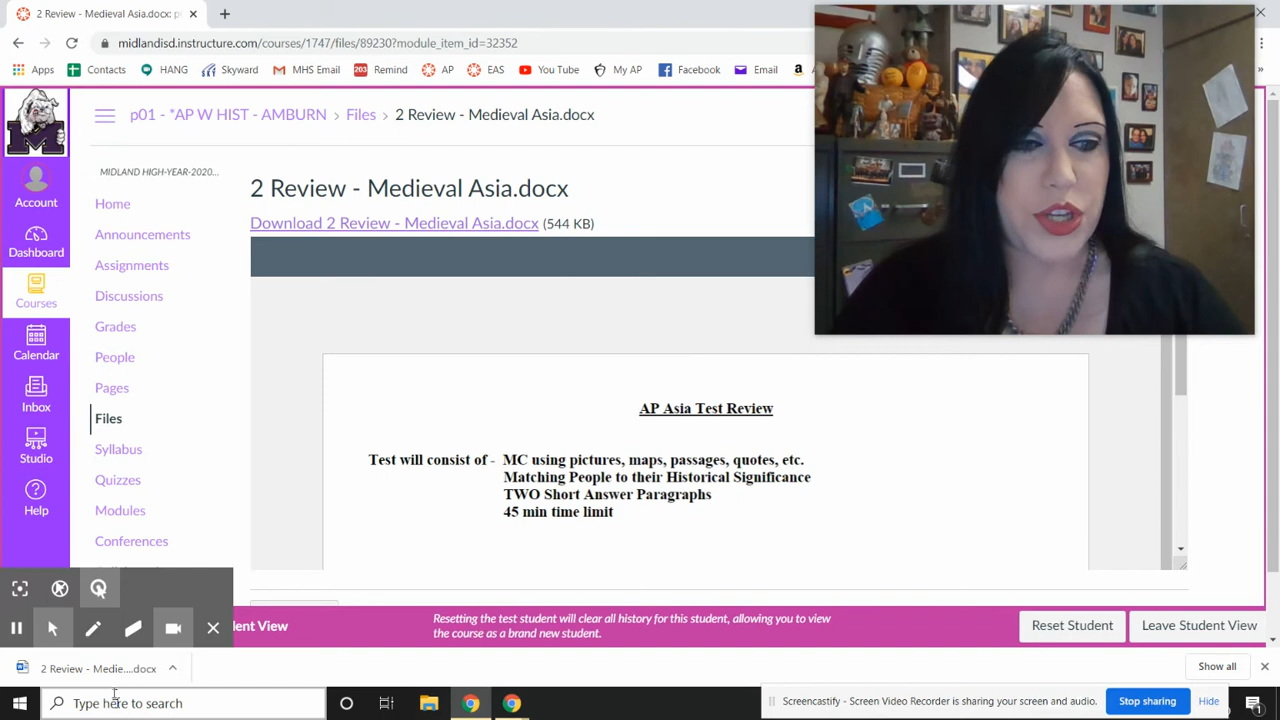 2 Review - Medieval Asia.docx: p
midlandisd.instructure.com/courses/1747/files/89230?module_item_id=32352
Apps Contacts HANG Skyward MHS Email Remind AP EAS You Tube My AP Facebook Email
p01 - *AP W HIST - AMBURN › Files › 2 Review - Medieval Asia.docx
MIDLAND HIGH-YEAR-2020...
Account
Dashboard
Courses
Calendar
Inbox
Studio
Help
Home
Announcements
Assignments
Discussions
Grades
People
Pages
Files
Syllabus
Quizzes
Modules
Conferences
2 Review - Medieval Asia.docx
Download 2 Review - Medieval Asia.docx (544 KB)
AP Asia Test Review
Test will consist of - MC using pictures, maps, passages, quotes, etc.
Matching People to their Historical Significance
TWO Short Answer Paragraphs
45 min time limit
dent View
Resetting the test student will clear all history for this student, allowing you to view
the course as a brand new student.
Reset Student
Leave Student View
2 Review - Medie....docx
Show all
Type here to search
Screencastify - Screen Video Recorder is sharing your screen and audio.
Stop sharing
Hide